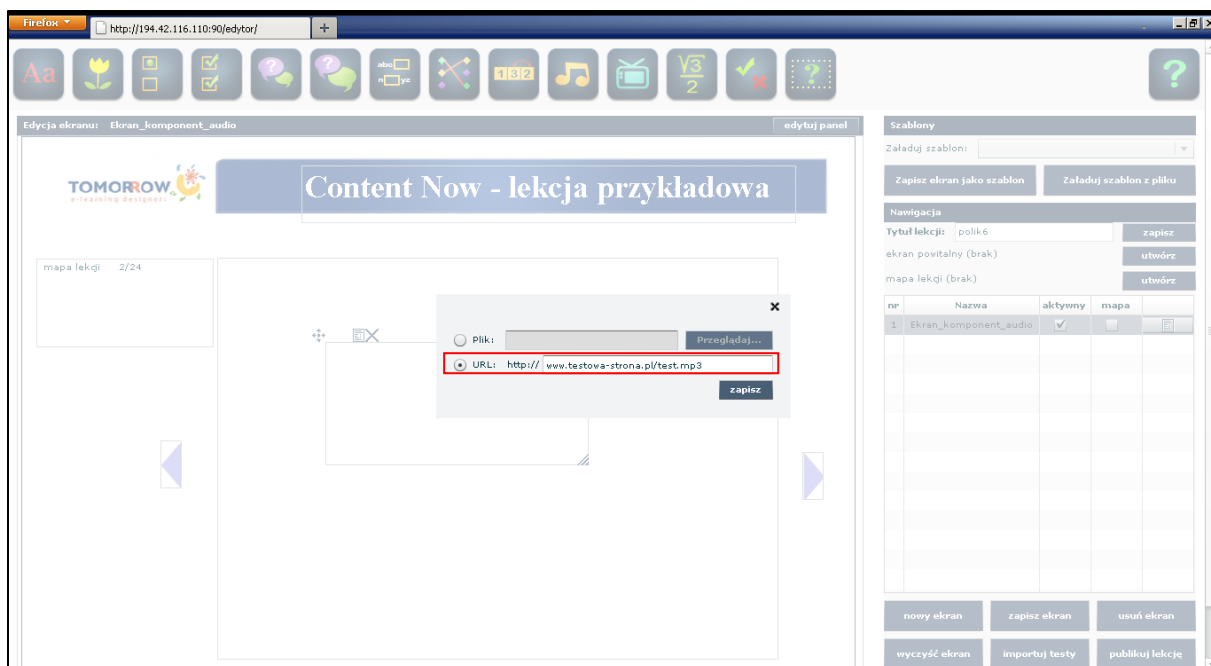 Firefox
http://194.42.116.110:90/edytor/
+
Aa
abc
n yz
1 3 2
√3
2
?
?
Edycja ekranu: Ekran_komponent_audio
edytuj panel
TOMORROW
e-learning designers
Content Now - lekcja przykładowa
mapa lekcji 2/24
Plik:
Przeglądaj...
URL: http:// www.testowa-strona.pl/test.mp3
zapisz
Szablony
Załaduj szablon:
Zapisz ekran jako szablon
Załaduj szablon z pliku
Nawigacja
Tytuł lekcji: polik6
zapisz
ekran powitalny (brak)
utwórz
mapa lekcji (brak)
utwórz
nr Nazwa aktywny mapa
1 Ekran_komponent_audio
nowy ekran
zapisz ekran
usuń ekran
wyczyść ekran
importuj testy
publikuj lekcję